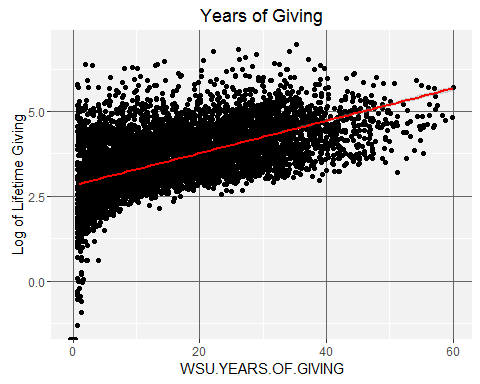 Years of Giving
Log of Lifetime Giving
5.0
2.5
0.0
0 20 40 60
WSU.YEARS.OF.GIVING